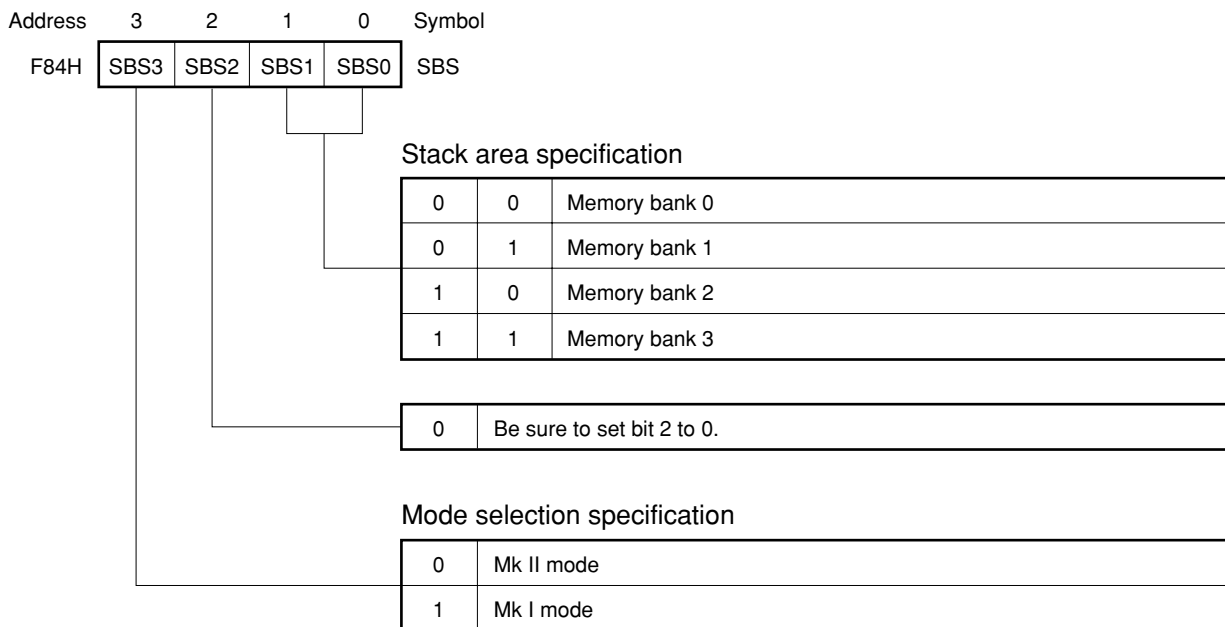 Address 3 2 1 0 Symbol
F84H SBS3 SBS2 SBS1 SBS0 SBS
Stack area specification
0 0 Memory bank 0
0 1 Memory bank 1
1 0 Memory bank 2
1 1 Memory bank 3
0 Be sure to set bit 2 to 0.
Mode selection specification
0 Mk II mode
1 Mk I mode